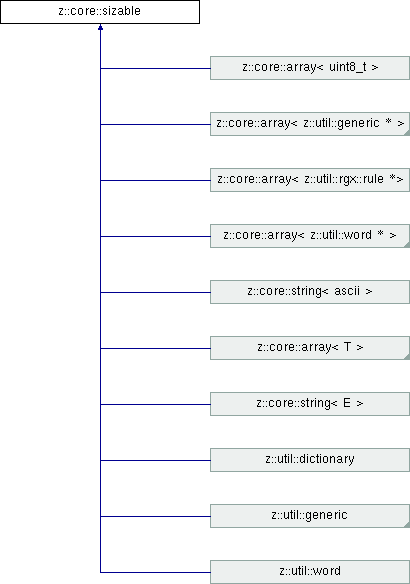 z::core::sizable
z::core::array< uint8_t >
z::core::array< z::util::generic * >
z::core::array< z::util::rgx::rule *>
z::core::array< z::util::word * >
z::core::string< ascii >
z::core::array< T >
z::core::string< E >
z::util::dictionary
z::util::generic
z::util::word